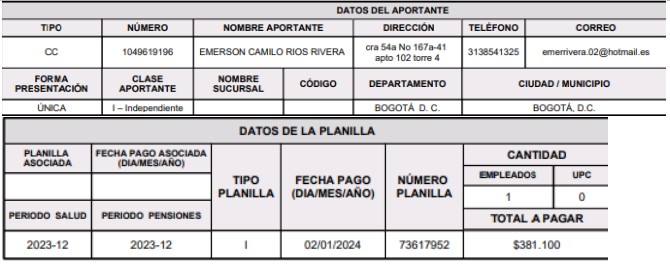 DATOS DEL APORTANTE
TIPO NÚMERO NOMBRE APORTANTE DIRECCIÓN TELÉFONO CORREO
CC 1049619196 EMERSON CAMILO RIOS RIVERA cra 54a No 167a-41 apto 102 torre 4 3138541325 emerrivera.02@hotmail.es
FORMA PRESENTACIÓN CLASE APORTANTE NOMBRE SUCURSAL CÓDIGO DEPARTAMENTO CIUDAD / MUNICIPIO
ÚNICA I – Independiente BOGOTÁ D. C. BOGOTÁ, D.C.
DATOS DE LA PLANILLA
PLANILLA ASOCIADA FECHA PAGO ASOCIADA (DIA/MES/AÑO) TIPO PLANILLA FECHA PAGO (DIA/MES/AÑO) NÚMERO PLANILLA CANTIDAD
EMPLEADOS UPC
1 0
PERIODO SALUD PERIODO PENSIONES TOTAL A PAGAR
2023-12 2023-12 I 02/01/2024 73617952 $381.100